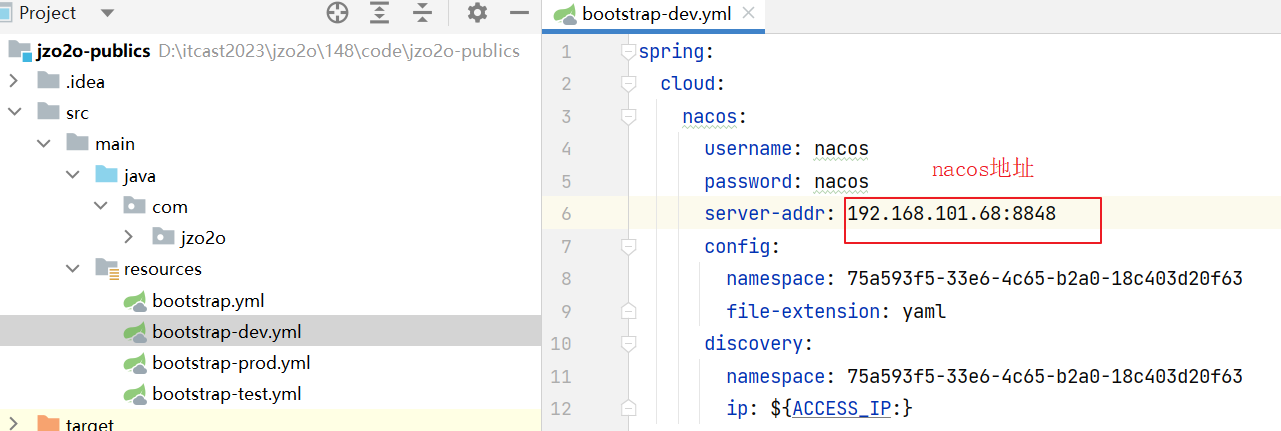 Project
jzo2o-publics D:\itcast2023\jzo2o\148\code\jzo2o-publics
.idea
src
main
java
com
jzo2o
resources
bootstrap.yml
bootstrap-dev.yml
bootstrap-prod.yml
bootstrap-test.yml
target
bootstrap-dev.yml
1 spring:
2 cloud:
3 nacos:
4 username: nacos
nacos地址
5 password: nacos
6 server-addr: 192.168.101.68:8848
7 config:
8 namespace: 75a593f5-33e6-4c65-b2a0-18c403d20f63
9 file-extension: yaml
10 discovery:
11 namespace: 75a593f5-33e6-4c65-b2a0-18c403d20f63
12 ip: ${ACCESS_IP:}